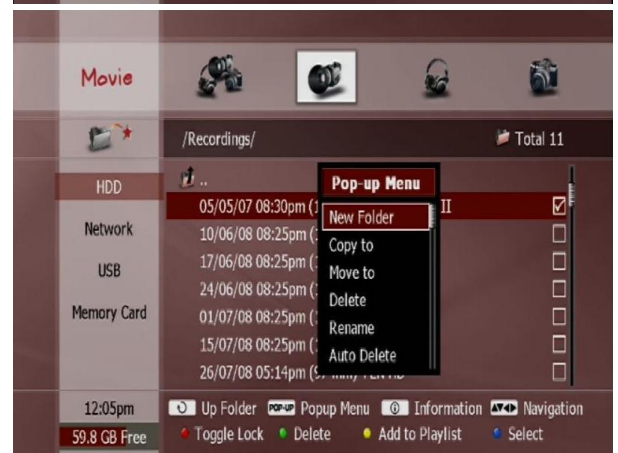 Movie
/Recordings/ Total 11
HDD
Network
USB
Memory Card
..
05/05/07 08:30pm ( II
10/06/08 08:25pm (
17/06/08 08:25pm (
24/06/08 08:25pm (
01/07/08 08:25pm (
15/07/08 08:25pm (
26/07/08 05:14pm (
Pop-up Menu
New Folder
Copy to
Move to
Delete
Rename
Auto Delete
12:05pm
59.8 GB Free
Up Folder POP-UP Popup Menu Information Navigation
Toggle Lock Delete Add to Playlist Select